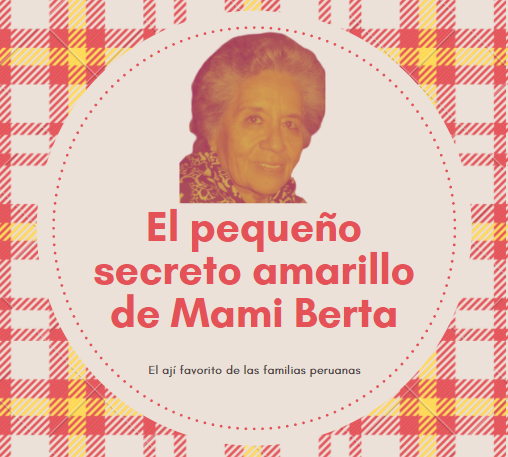 El pequeño
secreto amarillo
de Mami Berta
El ají favorito de las familias peruanas